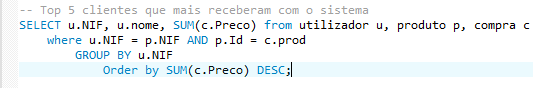 -- Top 5 clientes que mais receberam com o sistema
SELECT u.NIF, u.nome, SUM(c.Preco) from utilizador u, produto p, compra c
where u.NIF = p.NIF AND p.Id = c.prod
GROUP BY u.NIF
Order by SUM(c.Preco) DESC;